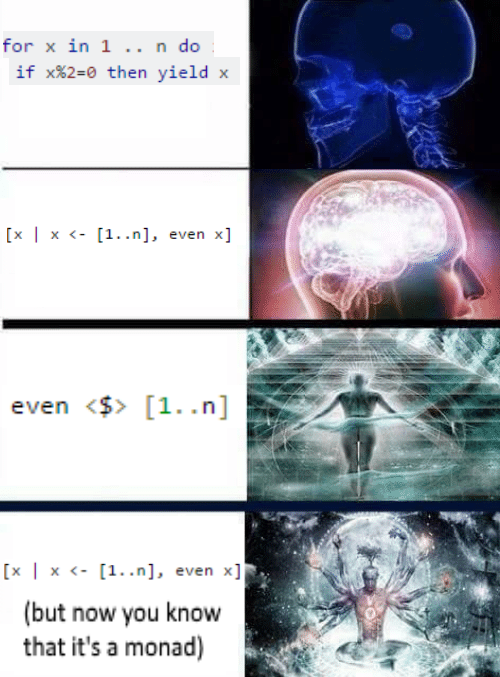 for x in 1 .. n do
if x%2=0 then yield x
[x | x <- [1..n], even x]
even <$> [1..n]
[x | x <- [1..n], even x]
(but now you know
that it's a monad)